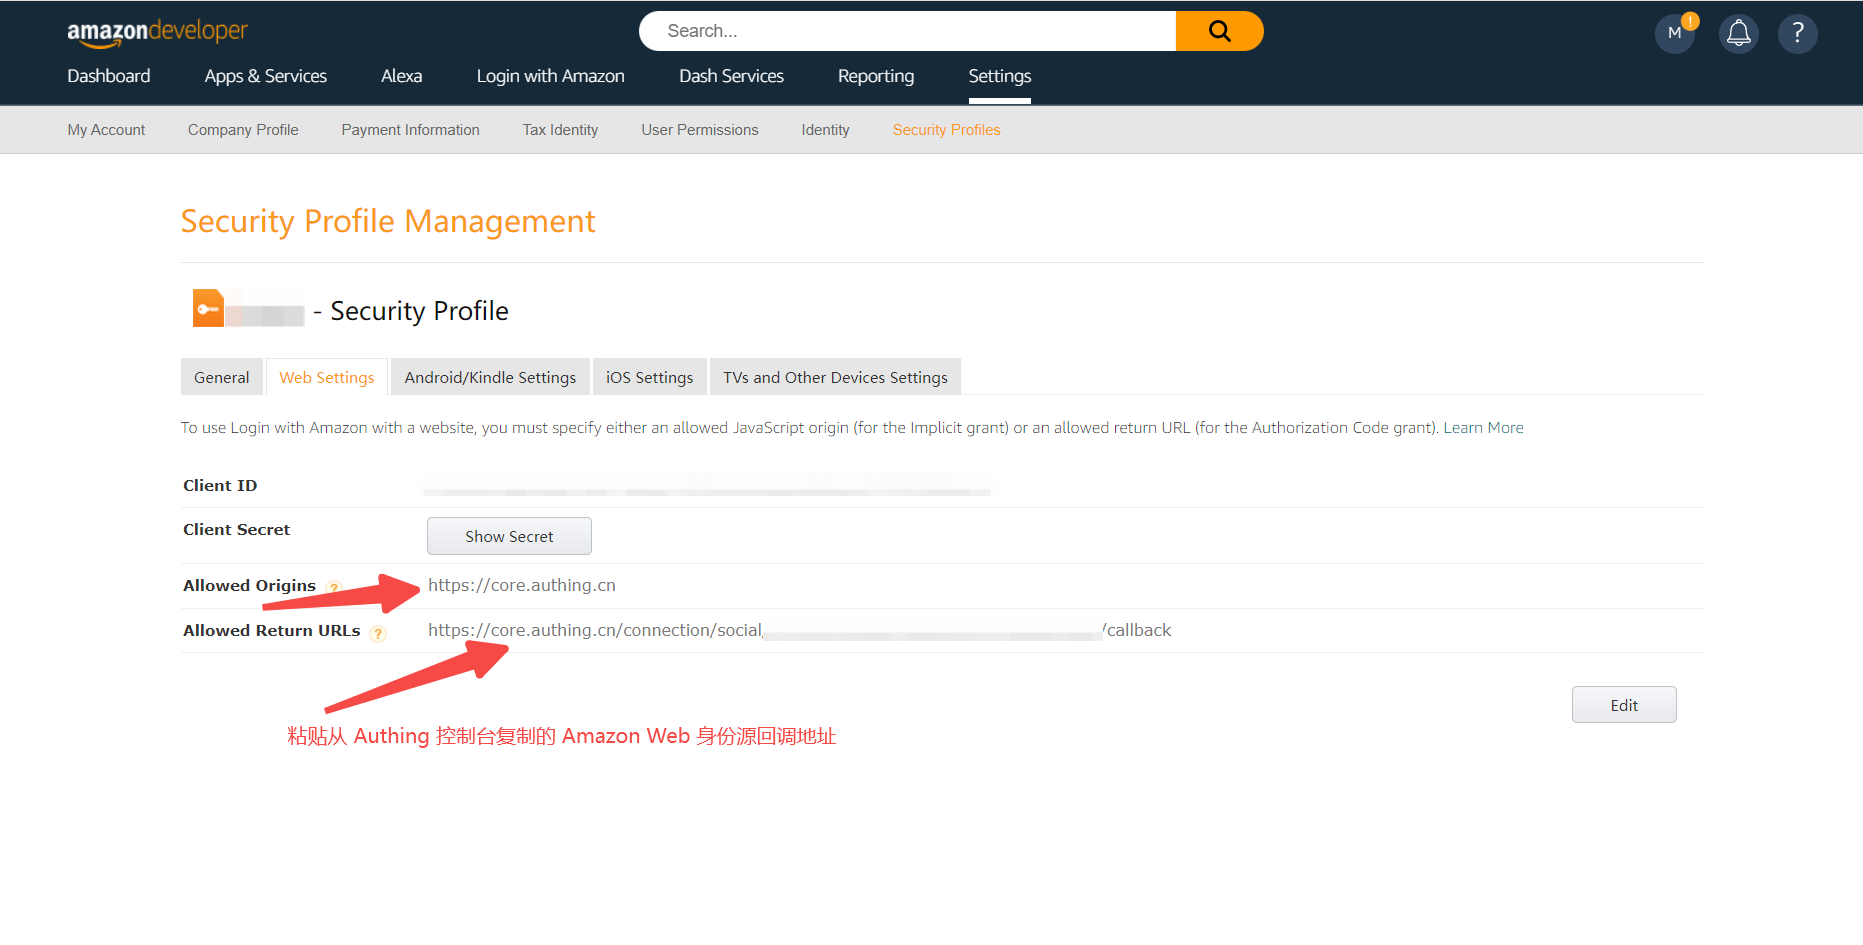 amazondeveloper
Search...
M
!
?
Dashboard
Apps & Services
Alexa
Login with Amazon
Dash Services
Reporting
Settings
My Account
Company Profile
Payment Information
Tax Identity
User Permissions
Identity
Security Profiles
Security Profile Management
- Security Profile
General
Web Settings
Android/Kindle Settings
iOS Settings
TVs and Other Devices Settings
To use Login with Amazon with a website, you must specify either an allowed JavaScript origin (for the Implicit grant) or an allowed return URL (for the Authorization Code grant). Learn More
Client ID
Client Secret
Show Secret
Allowed Origins ?
https://core.authing.cn
Allowed Return URLs ?
https://core.authing.cn/connection/social /callback
Edit
粘贴从 Authing 控制台复制的 Amazon Web 身份源回调地址